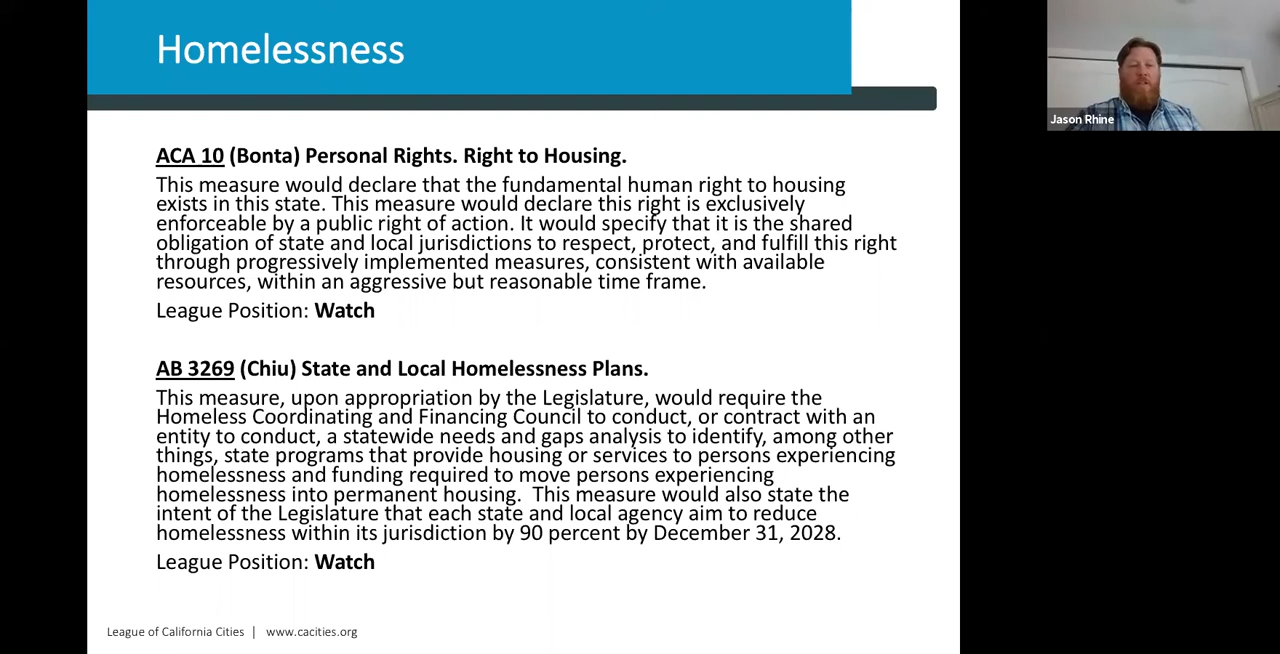 Homelessness
ACA 10 (Bonta) Personal Rights. Right to Housing.
This measure would declare that the fundamental human right to housing
exists in this state. This measure would declare this right is exclusively
enforceable by a public right of action. It would specify that it is the shared
obligation of state and local jurisdictions to respect, protect, and fulfill this right
through progressively implemented measures, consistent with available
resources, within an aggressive but reasonable time frame.
League Position: Watch
AB 3269 (Chiu) State and Local Homelessness Plans.
This measure, upon appropriation by the Legislature, would require the
Homeless Coordinating and Financing Council to conduct, or contract with an
entity to conduct, a statewide needs and gaps analysis to identify, among other
things, state programs that provide housing or services to persons experiencing
homelessness and funding required to move persons experiencing
homelessness into permanent housing.  This measure would also state the
intent of the Legislature that each state and local agency aim to reduce
homelessness within its jurisdiction by 90 percent by December 31, 2028.
League Position: Watch
League of California Cities | www.cacities.org
Jason Rhine